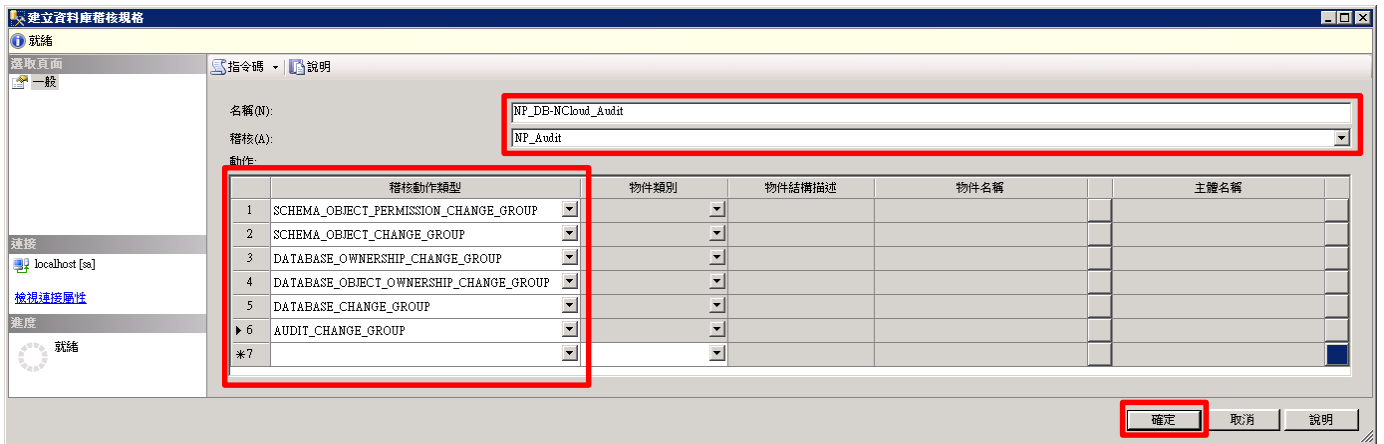 建立資料庫稽核規格
就緒
選取頁面
一般
指令碼 說明
名稱(N):
NP_DB-NCloud_Audit
稽核(A):
NP_Audit
動作:
稽核動作類型 物件類別 物件結構描述 物件名稱 主體名稱
1 SCHEMA_OBJECT_PERMISSION_CHANGE_GROUP
2 SCHEMA_OBJECT_CHANGE_GROUP
3 DATABASE_OWNERSHIP_CHANGE_GROUP
4 DATABASE_OBJECT_OWNERSHIP_CHANGE_GROUP
5 DATABASE_CHANGE_GROUP
6 AUDIT_CHANGE_GROUP
*7
連接
localhost [sa]
檢視連接屬性
進度
就緒
確定 取消 說明